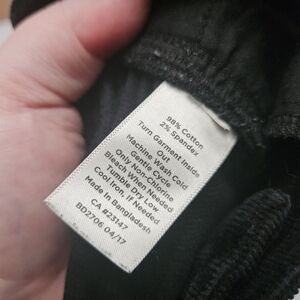 98% Cotton
2% Spandex
Turn Garment Inside
Out
Machine Wash Cold
Gentle Cycle
Only Non-Chlorine
Bleach When Needed
Tumble Dry Low
Cool Iron, If Needed
Made In Bangladesh
CA #23147
BD2706 04/17